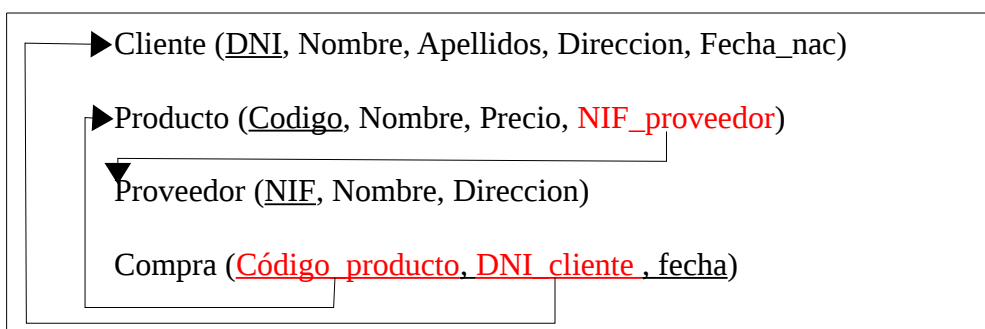 Cliente (DNI, Nombre, Apellidos, Direccion, Fecha_nac)
Producto (Codigo, Nombre, Precio, NIF_proveedor)
Proveedor (NIF, Nombre, Direccion)
Compra (Código_producto, DNI_cliente , fecha)